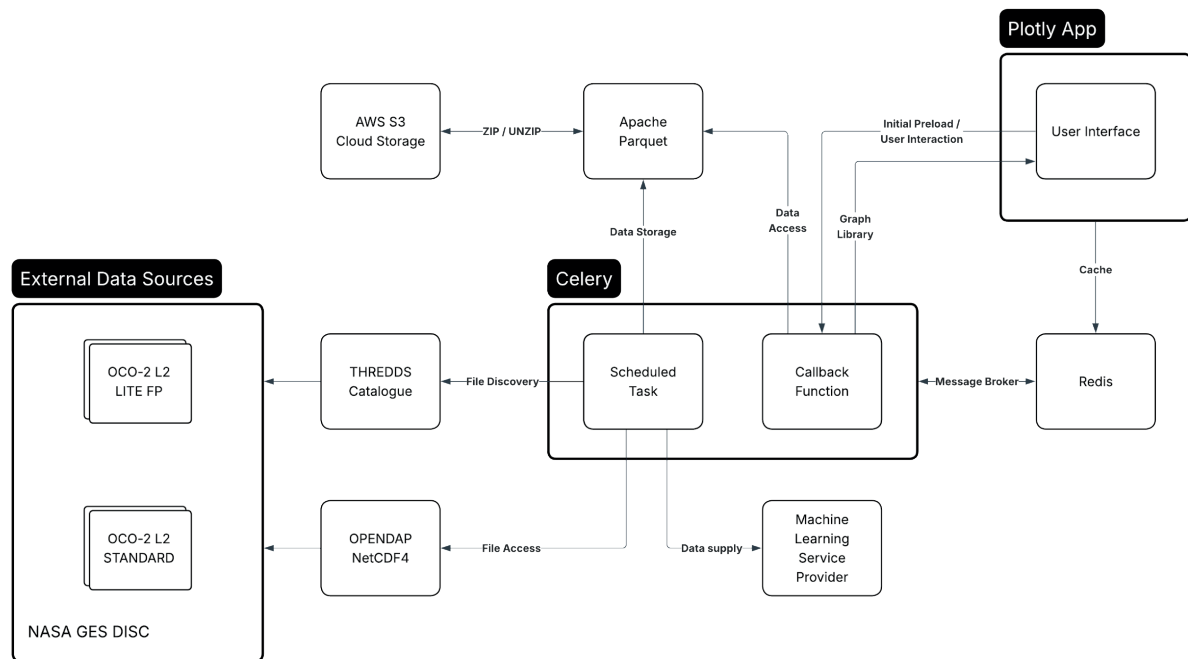 Plotly App
AWS S3
Cloud Storage
ZIP / UNZIP
Apache
Parquet
Initial Preload /
User Interaction
User Interface
Data
Access
Graph
Library
Data Storage
Cache
External Data Sources
Celery
OCO-2 L2
LITE FP
THREDDS
Catalogue
File Discovery
Scheduled
Task
Callback
Function
Message Broker
Redis
OCO-2 L2
STANDARD
OPENDAP
NetCDF4
File Access
Data supply
Machine
Learning
Service
Provider
NASA GES DISC